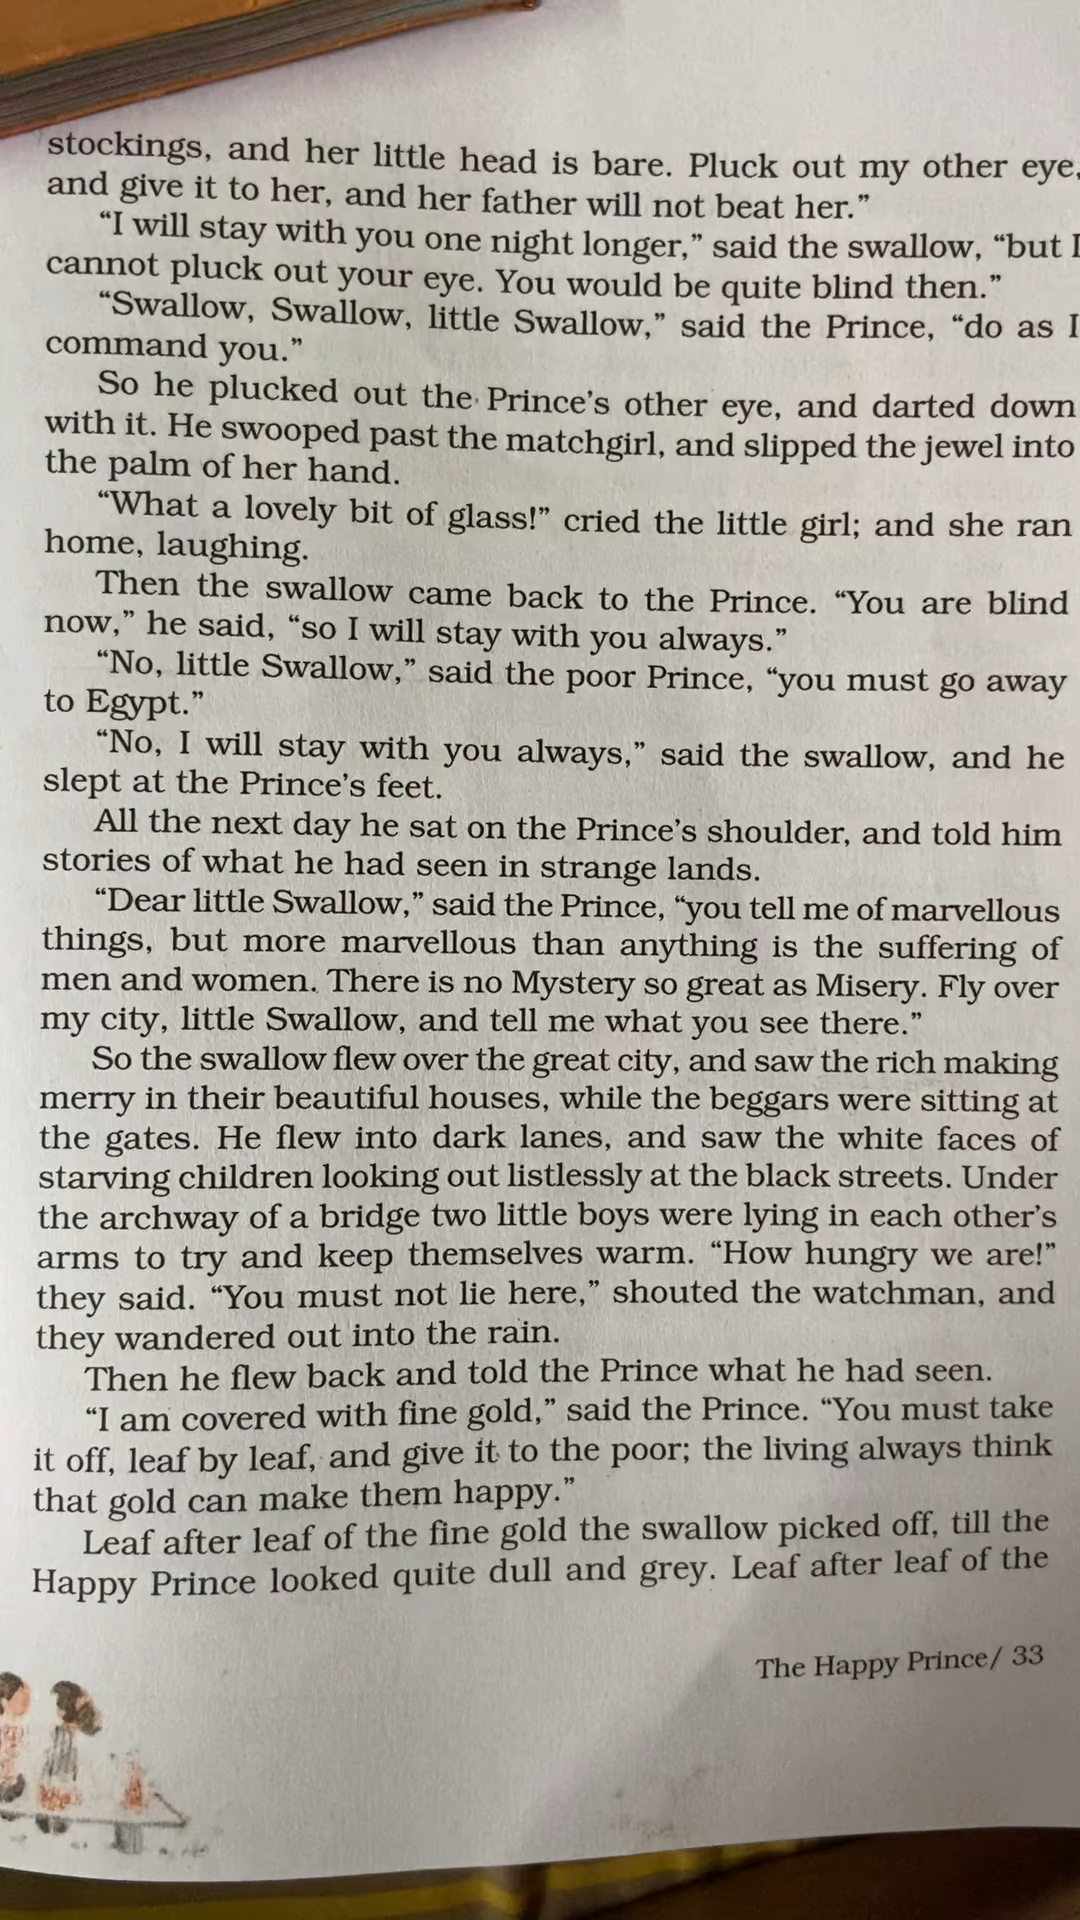 stockings, and her little head is bare. Pluck out my other eye,
and give it to her, and her father will not beat her.”
“I will stay with you one night longer,” said the swallow, “but I
cannot pluck out your eye. You would be quite blind then.”
“Swallow, Swallow, little Swallow,” said the Prince, “do as I
command you.”
So he plucked out the Prince’s other eye, and darted down
with it. He swooped past the matchgirl, and slipped the jewel into
the palm of her hand.
“What a lovely bit of glass!” cried the little girl; and she ran
home, laughing.
Then the swallow came back to the Prince. “You are blind
now,” he said, “so I will stay with you always.”
“No, little Swallow,” said the poor Prince, “you must go away
to Egypt.”
“No, I will stay with you always,” said the swallow, and he
slept at the Prince’s feet.
All the next day he sat on the Prince’s shoulder, and told him
stories of what he had seen in strange lands.
“Dear little Swallow,” said the Prince, “you tell me of marvellous
things, but more marvellous than anything is the suffering of
men and women. There is no Mystery so great as Misery. Fly over
my city, little Swallow, and tell me what you see there.”
So the swallow flew over the great city, and saw the rich making
merry in their beautiful houses, while the beggars were sitting at
the gates. He flew into dark lanes, and saw the white faces of
starving children looking out listlessly at the black streets. Under
the archway of a bridge two little boys were lying in each other’s
arms to try and keep themselves warm. “How hungry we are!”
they said. “You must not lie here,” shouted the watchman, and
they wandered out into the rain.
Then he flew back and told the Prince what he had seen.
“I am covered with fine gold,” said the Prince. “You must take
it off, leaf by leaf, and give it to the poor; the living always think
that gold can make them happy.”
Leaf after leaf of the fine gold the swallow picked off, till the
Happy Prince looked quite dull and grey. Leaf after leaf of the
The Happy Prince/ 33